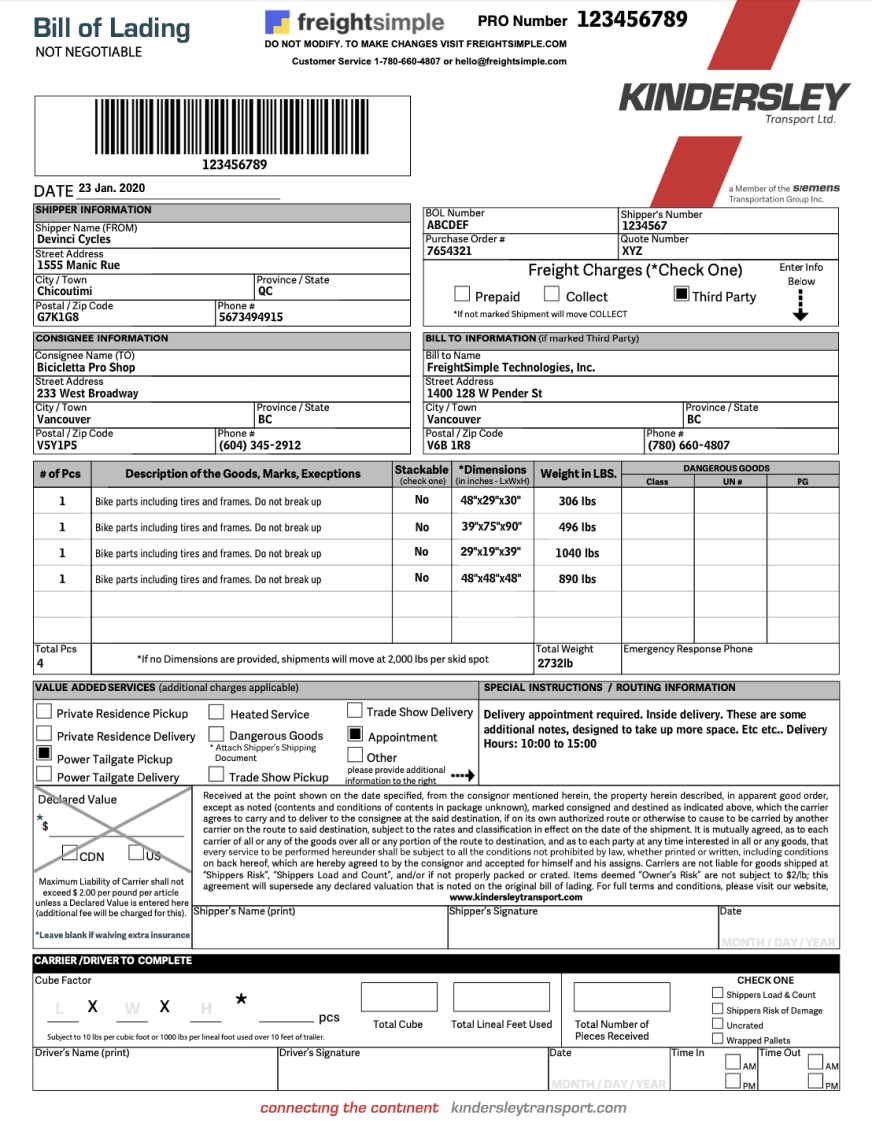 Bill of Lading
NOT NEGOTIABLE
freightsimple
DO NOT MODIFY. TO MAKE CHANGES VISIT FREIGHTSIMPLE.COM
Customer Service 1-780-660-4807 or hello@freightsimple.com
PRO Number 123456789
KINDERSLEY
Transport Ltd.
a Member of the siemens
Transportation Group Inc.
123456789
DATE 23 Jan. 2020
SHIPPER INFORMATION
Shipper Name (FROM)
Devinci Cycles
Street Address
1555 Manic Rue
City / Town Province / State
Chicoutimi QC
Postal / Zip Code Phone #
G7K1G8 5673494915
BOL Number Shipper's Number
ABCDEF 1234567
Purchase Order # Quote Number
7654321 XYZ
Freight Charges (*Check One)
Enter Info
Below
Prepaid Collect Third Party
*If not marked Shipment will move COLLECT
CONSIGNEE INFORMATION
Consignee Name (TO)
Bicicletta Pro Shop
Street Address
233 West Broadway
City / Town Province / State
Vancouver BC
Postal / Zip Code Phone #
V5Y1P5 (604) 345-2912
BILL TO INFORMATION (if marked Third Party)
Bill to Name
FreightSimple Technologies, Inc.
Street Address
1400 128 W Pender St
City / Town Province / State
Vancouver BC
Postal / Zip Code Phone #
V6B 1R8 (780) 660-4807
# of Pcs Description of the Goods, Marks, Execptions Stackable (check one) *Dimensions (in inches - LxWxH) Weight in LBS. DANGEROUS GOODS
Class UN # PG
1 Bike parts including tires and frames. Do not break up No 48"x29"x30" 306 lbs
1 Bike parts including tires and frames. Do not break up No 39"x75"x90" 496 lbs
1 Bike parts including tires and frames. Do not break up No 29"x19"x39" 1040 lbs
1 Bike parts including tires and frames. Do not break up No 48"x48"x48" 890 lbs
Total Pcs
4
*If no Dimensions are provided, shipments will move at 2,000 lbs per skid spot
Total Weight
2732lb
Emergency Response Phone
VALUE ADDED SERVICES (additional charges applicable)
Private Residence Pickup
Private Residence Delivery
Power Tailgate Pickup
Power Tailgate Delivery
Heated Service
Dangerous Goods
* Attach Shipper's Shipping
Document
Trade Show Pickup
Trade Show Delivery
Appointment
Other
please provide additional
information to the right
SPECIAL INSTRUCTIONS / ROUTING INFORMATION
Delivery appointment required. Inside delivery. These are some
additional notes, designed to take up more space. Etc etc.. Delivery
Hours: 10:00 to 15:00
Declared Value
*
$
CDN US
Maximum Liability of Carrier shall not
exceed $ 2.00 per pound per article
unless a Declared Value is entered here
(additional fee will be charged for this).
*Leave blank if waiving extra insurance
Received at the point shown on the date specified, from the consignor mentioned herein, the property herein described, in apparent good order,
except as noted (contents and conditions of contents in package unknown), marked consigned and destined as indicated above, which the carrier
agrees to carry and to deliver to the consignee at the said destination, if on its own authorized route or otherwise to cause to be carried by another
carrier on the route to said destination, subject to the rates and classification in effect on the date of the shipment. It is mutually agreed, as to each
carrier of all or any of the goods over all or any portion of the route to destination, and as to each party at any time interested in all or any goods, that
every service to be performed hereunder shall be subject to all the conditions not prohibited by law, whether printed or written, including conditions
on back hereof, which are hereby agreed to by the consignor and accepted for himself and his assigns. Carriers are not liable for goods shipped at
"Shippers Risk", "Shippers Load and Count", and/or if not properly packed or crated. Items deemed "Owner's Risk" are not subject to $2/lb; this
agreement will supersede any declared valuation that is noted on the original bill of lading. For full terms and conditions, please visit our website,
www.kindersleytransport.com
Shipper's Name (print) Shipper's Signature Date
MONTH / DAY / YEAR
CARRIER /DRIVER TO COMPLETE
Cube Factor
L X W X H * pcs
Subject to 10 lbs per cubic foot or 1000 lbs per lineal foot used over 10 feet of trailer.
Total Cube
Total Lineal Feet Used
Total Number of
Pieces Received
CHECK ONE
Shippers Load & Count
Shippers Risk of Damage
Uncrated
Wrapped Pallets
Driver's Name (print) Driver's Signature Date Time In Time Out
AM AM
MONTH / DAY / YEAR PM PM
connecting the continent kindersleytransport.com